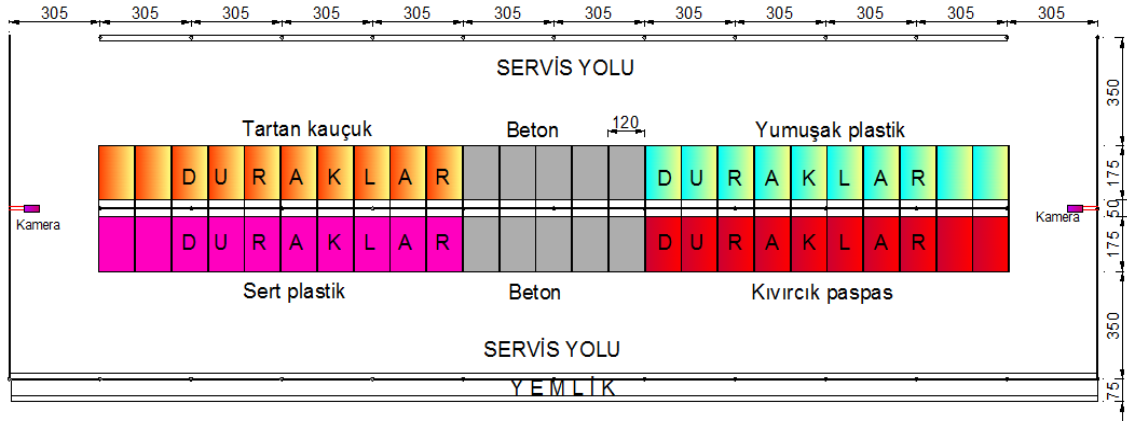 305 305 305 305 305 305 305 305 305 305 305 305
SERVİS YOLU
350
Tartan kauçuk Beton 120 Yumuşak plastik
D U R A K L A R D U R A K L A R
175
Kamera Kamera
50
D U R A K L A R D U R A K L A R
175
Sert plastik Beton Kıvırcık paspas
350
SERVİS YOLU
Y E M L İ K
75